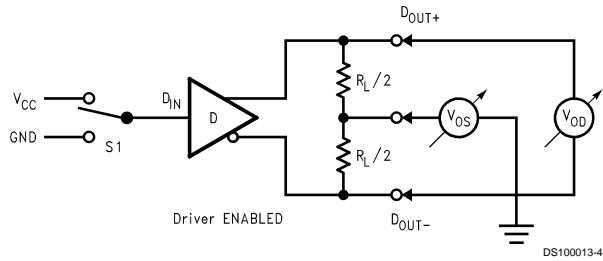 DOUT+
VCC
DIN
RL/2
D
VOS
VOD
GND
S1
RL/2
Driver ENABLED
DOUT-
DS100013-4